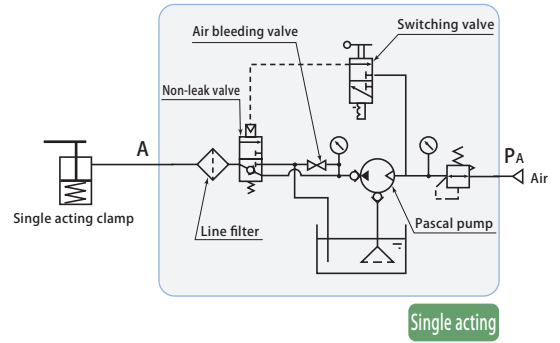 Air bleeding valve
Switching valve
Non-leak valve
A
PA
Air
Single acting clamp
Line filter
Pascal pump
Single acting